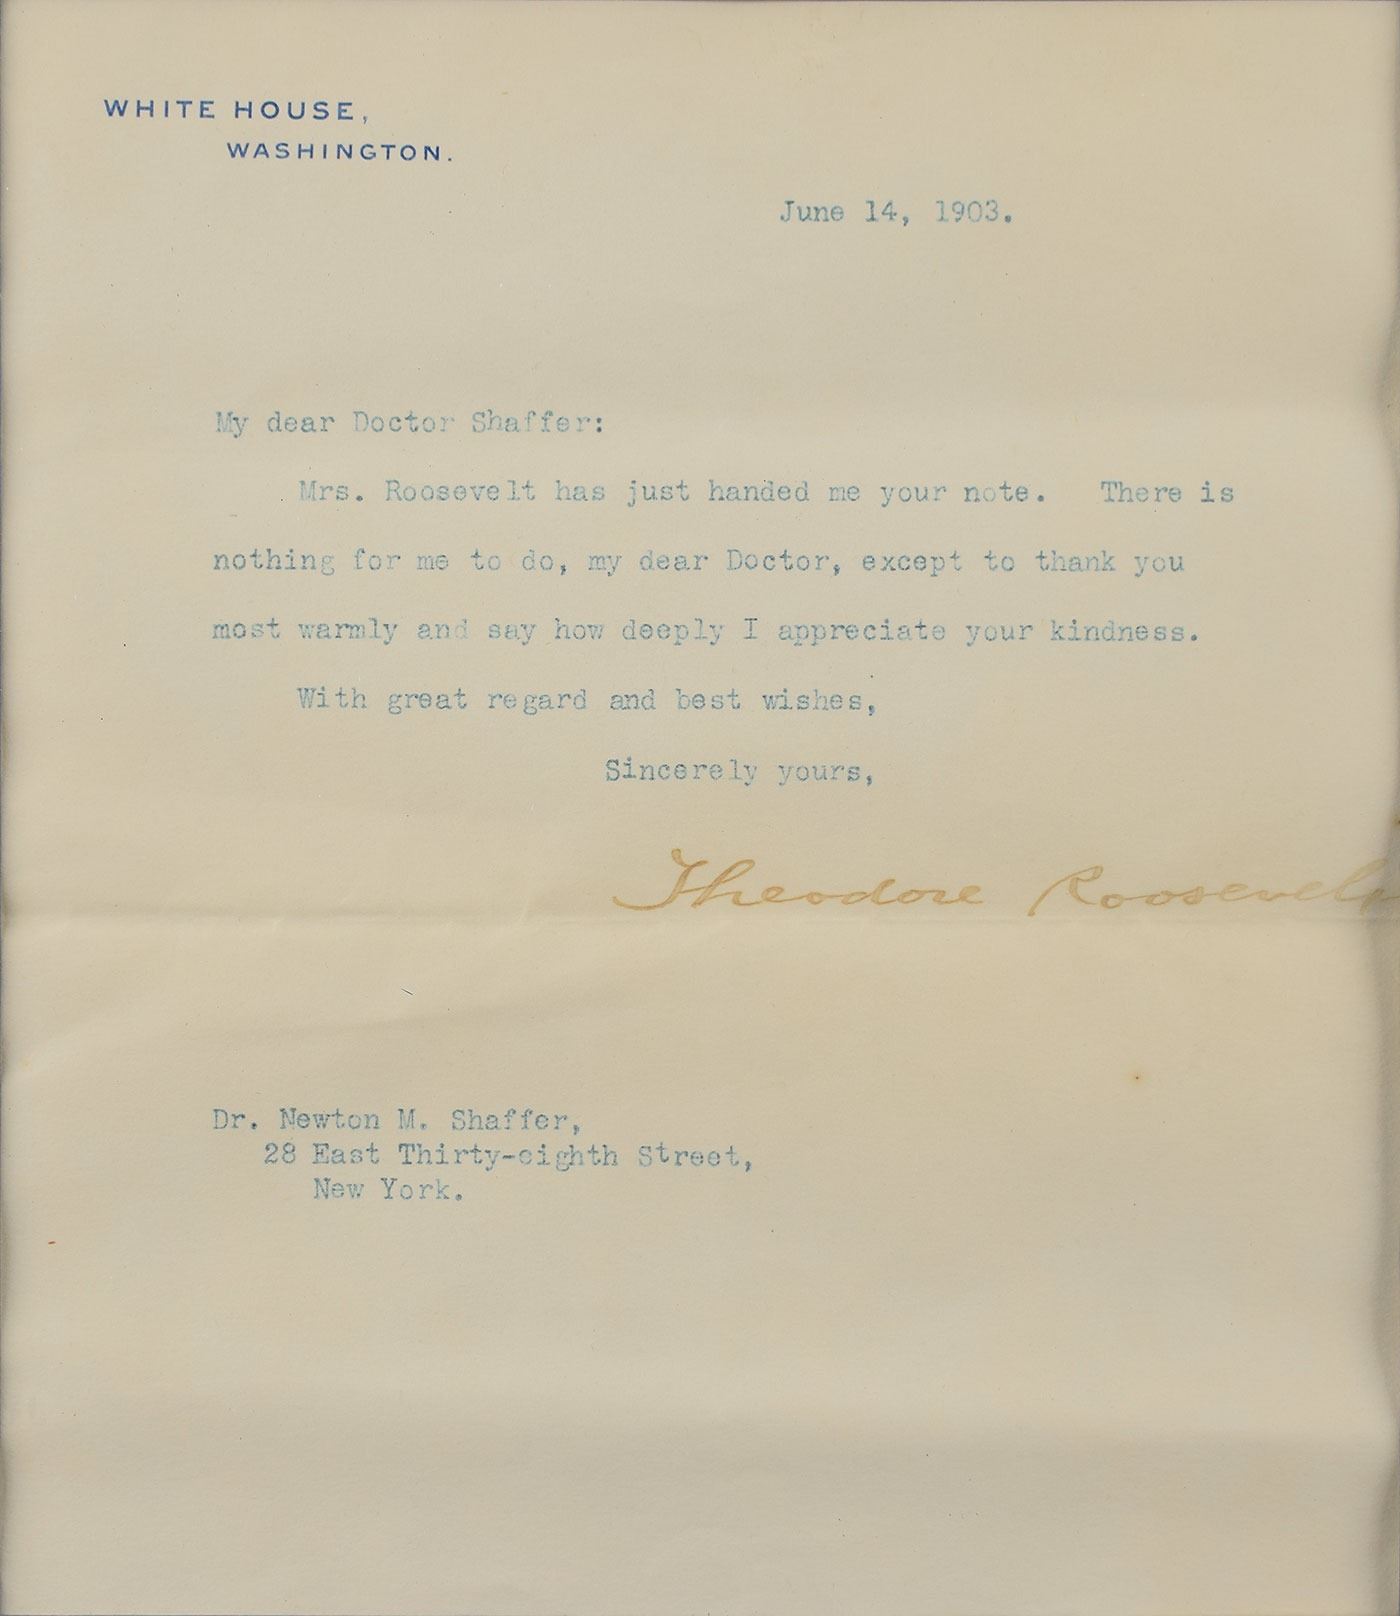 WHITE HOUSE,
WASHINGTON.
June 14, 1903.
My dear Doctor Shaffer:
Mrs. Roosevelt has just handed me your note. There is
nothing for me to do, my dear Doctor, except to thank you
most warmly and say how deeply I appreciate your kindness.
With great regard and best wishes,
Sincerely yours,
Theodore Roosevelt
Dr. Newton M. Shaffer,
28 East Thirty-eighth Street,
New York.